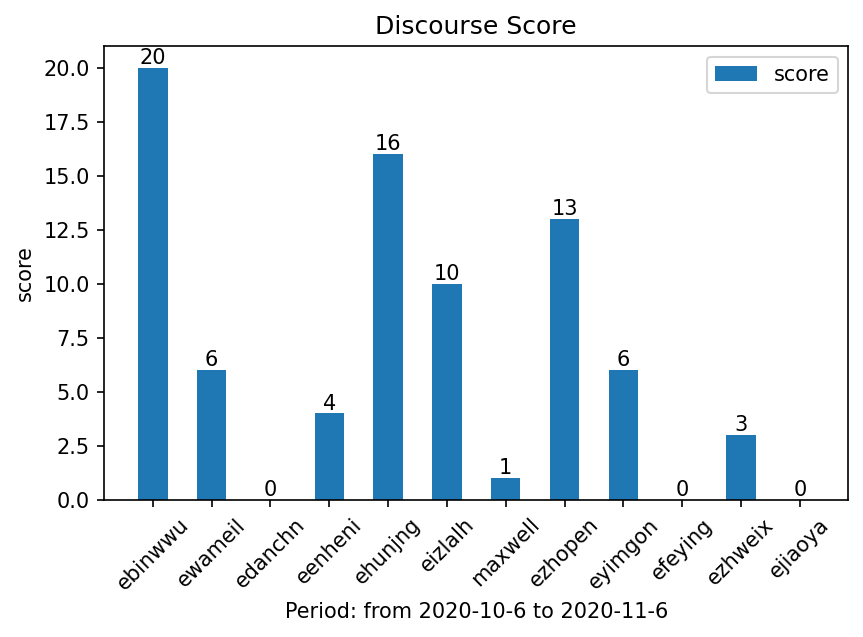 Discourse Score
score
20.0
17.5
15.0
12.5
10.0
7.5
5.0
2.5
0.0
score
20
6
0
4
16
10
1
13
6
0
3
0
ebinwwu
ewameil
edanchn
eenheni
ehunjng
eizlalh
maxwell
ezhopen
eyimgon
efeying
ezhweix
ejiaoya
Period: from 2020-10-6 to 2020-11-6